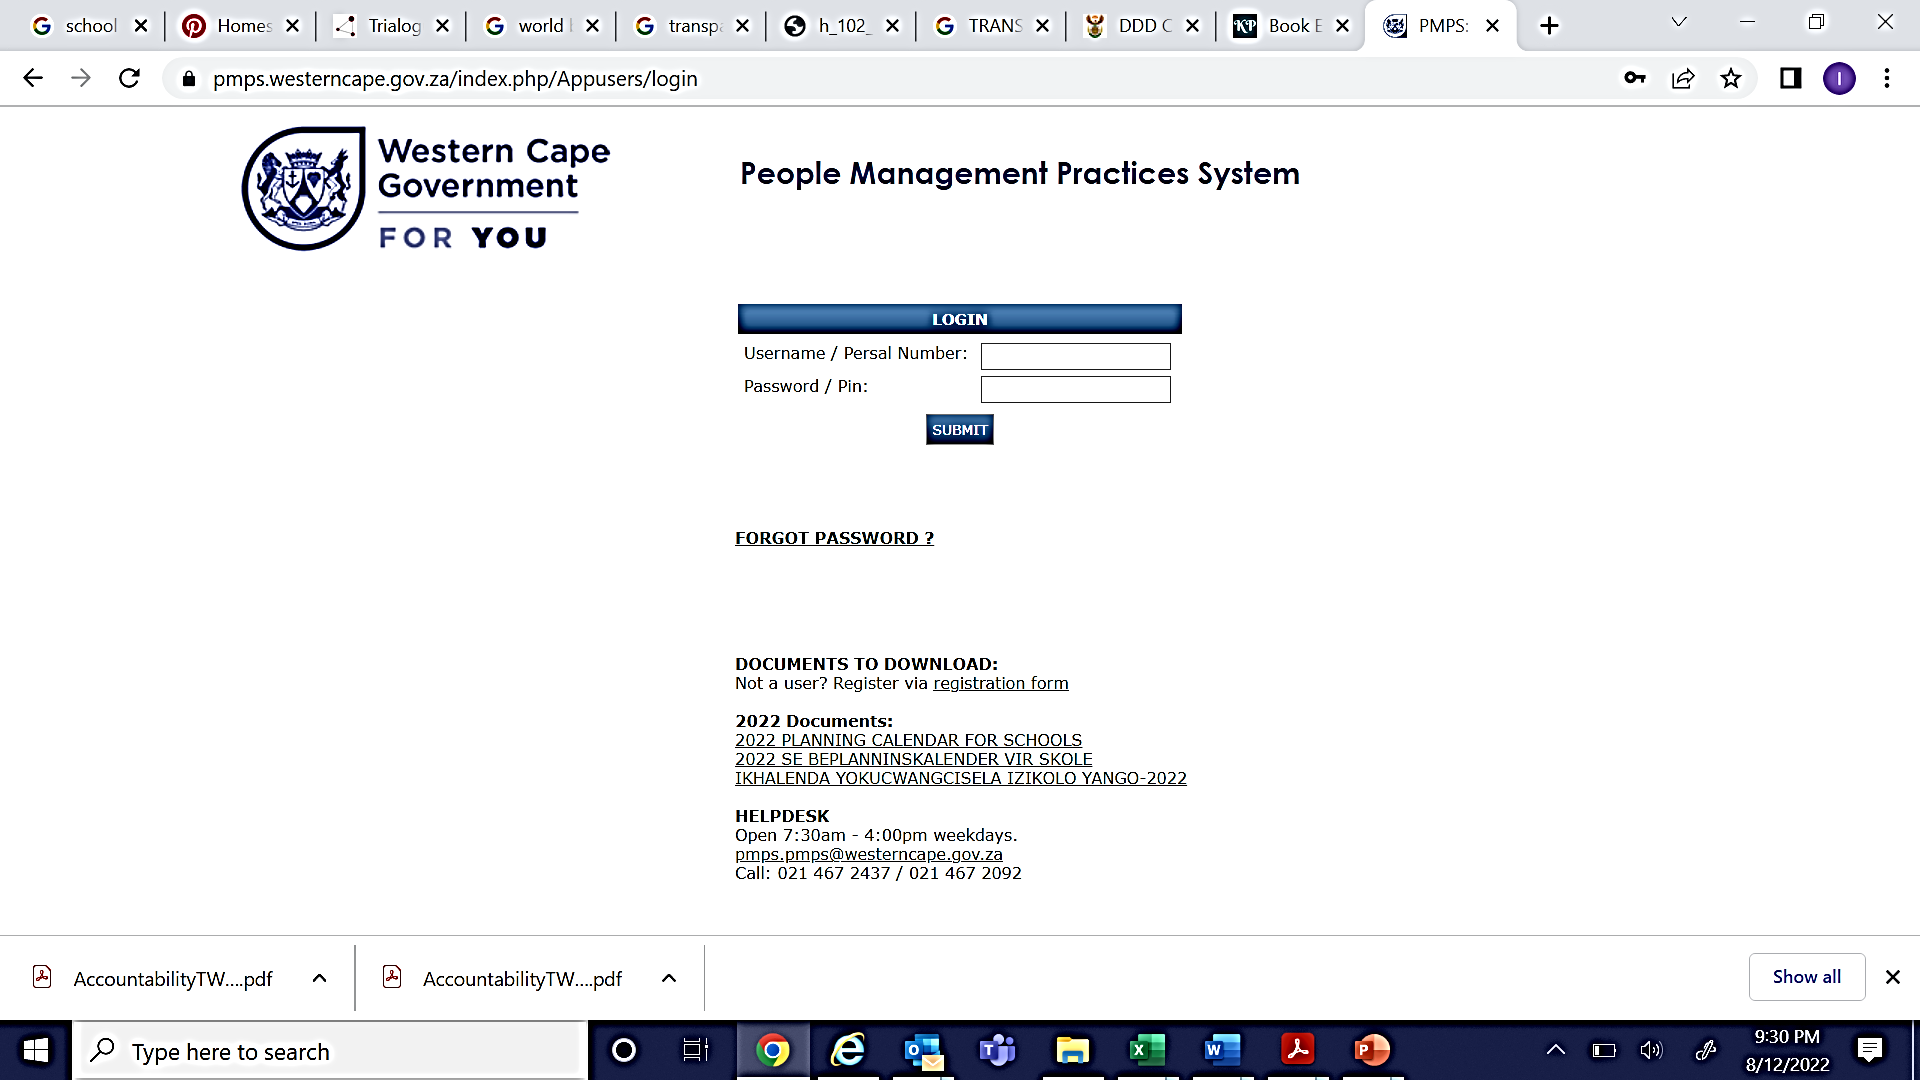 school
Homes
Trialog
world
transpa
h_102_
TRANS
DDD C
Book E
PMPS:
pmps.westerncape.gov.za/index.php/Appusers/login
I
Western Cape
Government
FOR YOU
People Management Practices System
LOGIN
Username / Persal Number:
Password / Pin:
SUBMIT
FORGOT PASSWORD ?
DOCUMENTS TO DOWNLOAD:
Not a user? Register via registration form
2022 Documents:
2022 PLANNING CALENDAR FOR SCHOOLS
2022 SE BEPLANNINSKALENDER VIR SKOLE
IKHALENDA YOKUCWANGCISELA IZIKOLO YANGO-2022
HELPDESK
Open 7:30am - 4:00pm weekdays.
pmps.pmps@westerncape.gov.za
Call: 021 467 2437 / 021 467 2092
AccountabilityTW....pdf
AccountabilityTW....pdf
Show all
Type here to search
9:30 PM
8/12/2022